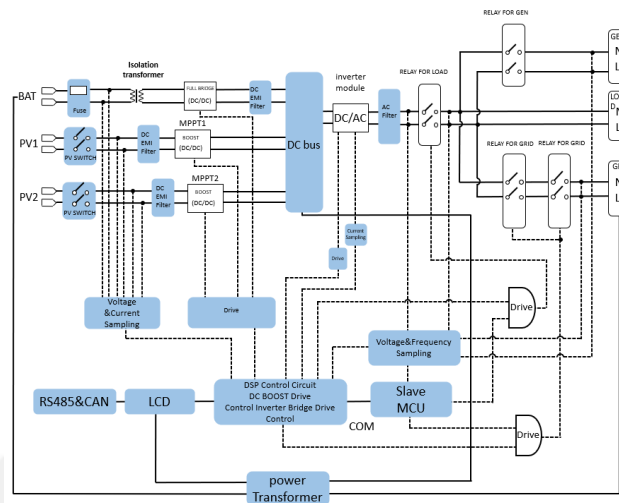 RELAY FOR GEN
GE
N
L
Isolation
transformer
FULL BRIDGE
(DC/DC)
DC
EMI
Filter
inverter
module
RELAY FOR LOAD
BAT
Fuse
DC bus
DC/AC
AC
Filter
LO
D
N
L
MPPT1
PV1
PV SWITCH
DC
EMI
Filter
BOOST
(DC/DC)
RELAY FOR GRID
RELAY FOR GRID
GE
N
L
MPPT2
PV2
PV SWITCH
DC
EMI
Filter
BOOST
(DC/DC)
Current
Sampling
Drive
Voltage
&Current
Sampling
Drive
Drive
Voltage&Frequency
Sampling
RS485&CAN
LCD
DSP Control Circuit
DC BOOST Drive
Control Inverter Bridge Drive
Control
COM
Slave
MCU
Drive
power
Transformer